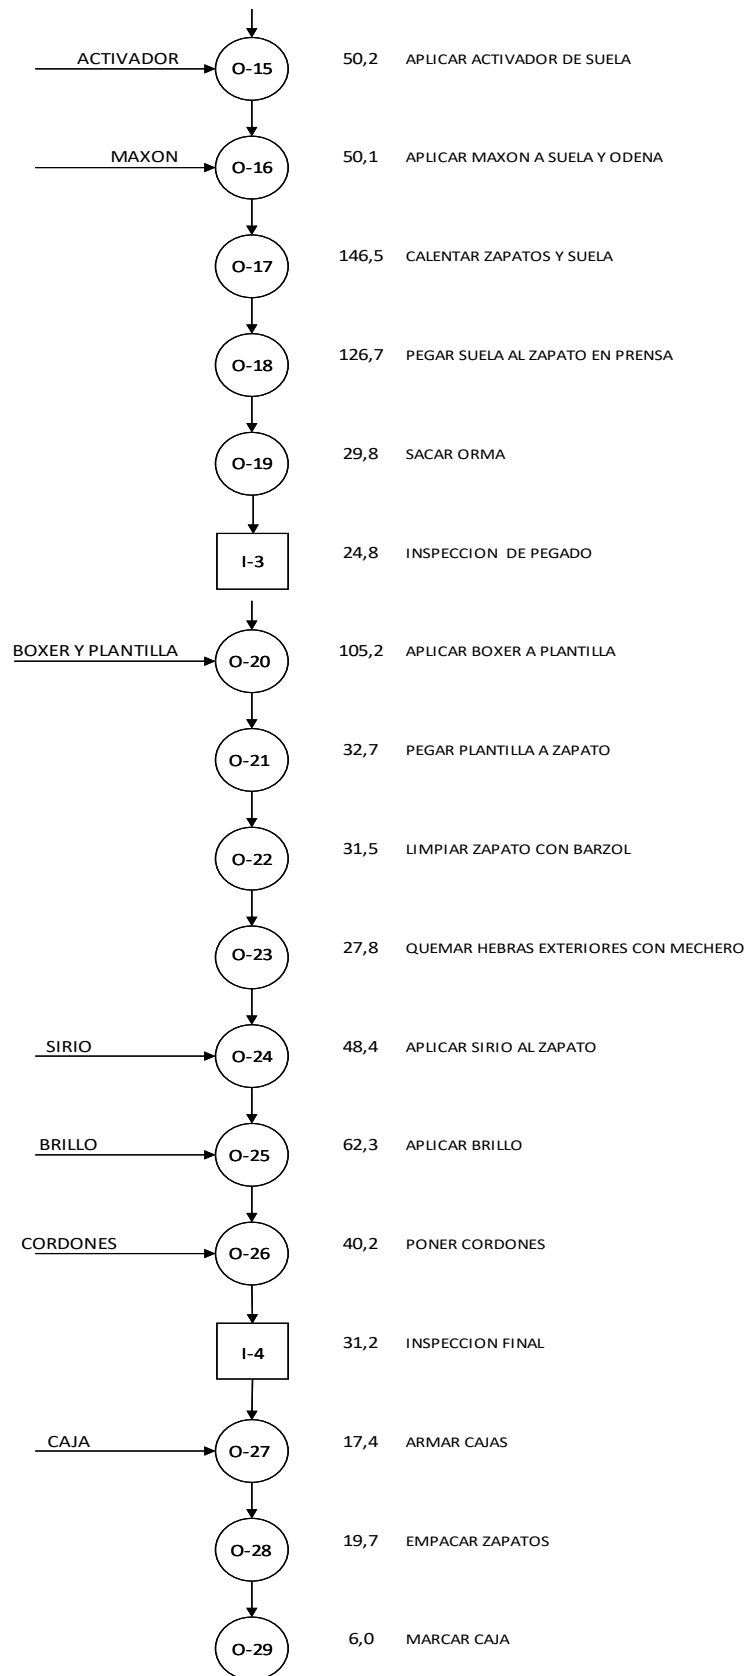 ACTIVADOR O-15 50,2 APLICAR ACTIVADOR DE SUELA
MAXON O-16 50,1 APLICAR MAXON A SUELA Y ODENA
O-17 146,5 CALENTAR ZAPATOS Y SUELA
O-18 126,7 PEGAR SUELA AL ZAPATO EN PRENSA
O-19 29,8 SACAR ORMA
I-3 24,8 INSPECCION DE PEGADO
BOXER Y PLANTILLA O-20 105,2 APLICAR BOXER A PLANTILLA
O-21 32,7 PEGAR PLANTILLA A ZAPATO
O-22 31,5 LIMPIAR ZAPATO CON BARZOL
O-23 27,8 QUEMAR HEBRAS EXTERIORES CON MECHERO
SIRIO O-24 48,4 APLICAR SIRIO AL ZAPATO
BRILLO O-25 62,3 APLICAR BRILLO
CORDONES O-26 40,2 PONER CORDONES
I-4 31,2 INSPECCION FINAL
CAJA O-27 17,4 ARMAR CAJAS
O-28 19,7 EMPACAR ZAPATOS
O-29 6,0 MARCAR CAJA